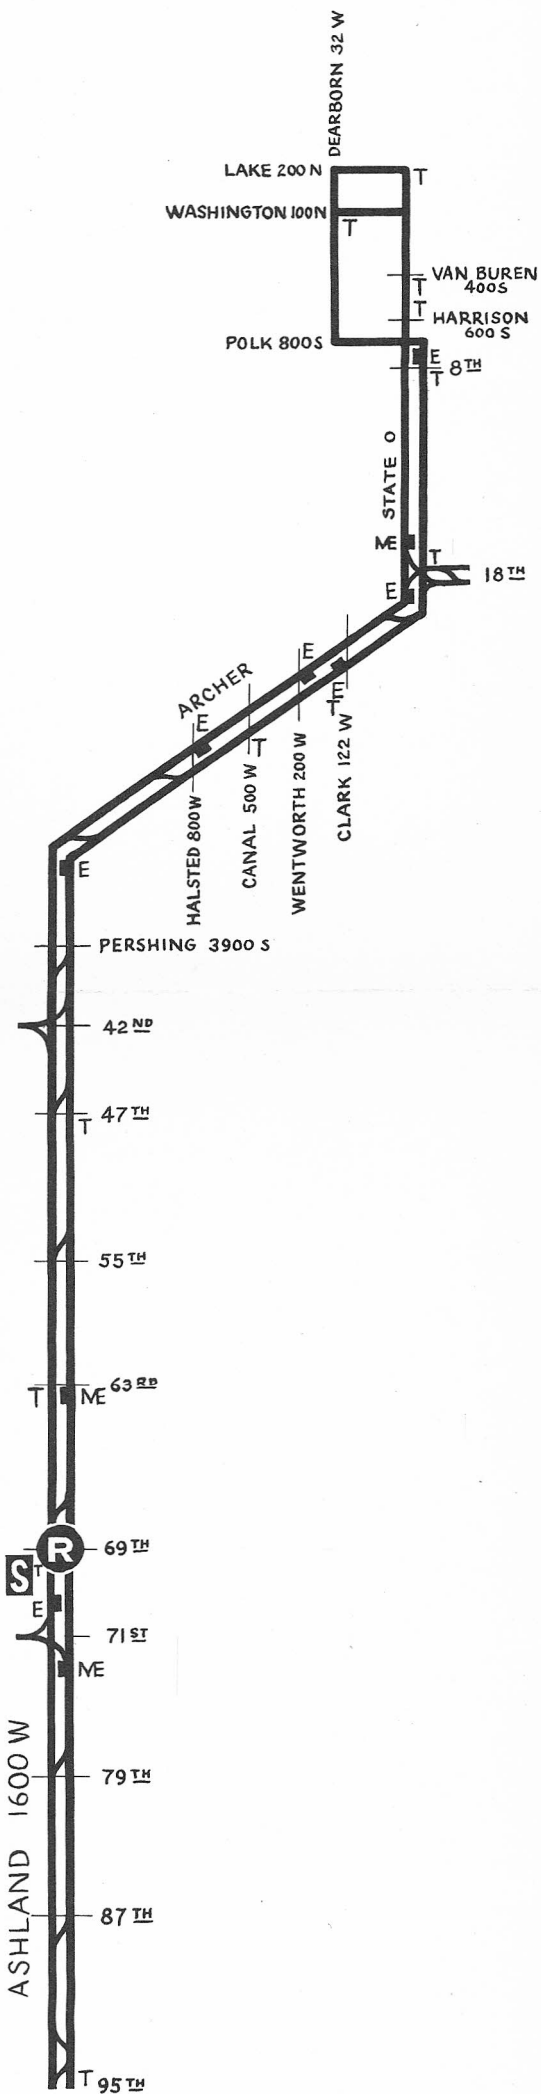 DEARBORN 32 W
LAKE 200 N
T
WASHINGTON 100N
T
VAN BUREN
400S
T
T
HARRISON
600 S
POLK 800S
E
8TH
T
STATE 0
ME
T
18TH
E
ARCHER
E
E
T
E
T
HALSTED 800W
CANAL 500 W
WENTWORTH 200 W
CLARK 122 W
E
PERSHING 3900 S
42ND
47TH
T
55TH
63RD
T
ME
R
69TH
S
T
E
71ST
ME
ASHLAND 1600 W
79TH
87TH
T
95TH